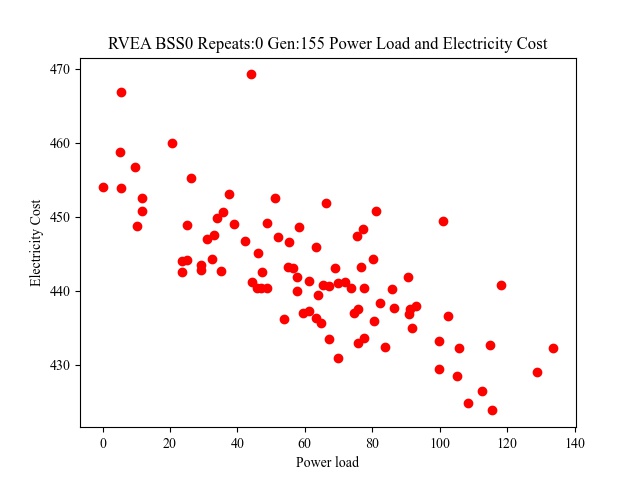 RVEA BSS0 Repeats:0 Gen:155 Power Load and Electricity Cost
470
460
450
440
430
Electricity Cost
0 20 40 60 80 100 120 140
Power load